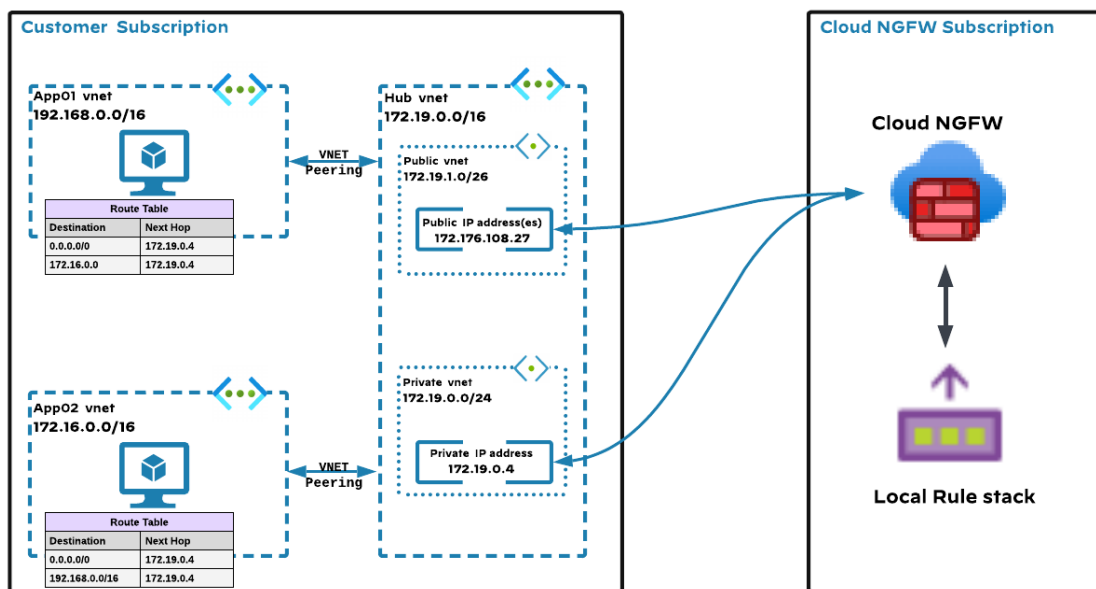 Customer Subscription
App01 vnet
192.168.0.0/16
Route Table
Destination Next Hop
0.0.0.0/0 172.19.0.4
172.16.0.0 172.19.0.4
VNET
Peering
Hub vnet
172.19.0.0/16
Public vnet
172.19.1.0/26
Public IP address(es)
172.176.108.27
App02 vnet
172.16.0.0/16
Route Table
Destination Next Hop
0.0.0.0/0 172.19.0.4
192.168.0.0/16 172.19.0.4
VNET
Peering
Private vnet
172.19.0.0/24
Private IP address
172.19.0.4
Cloud NGFW Subscription
Cloud NGFW
Local Rule stack